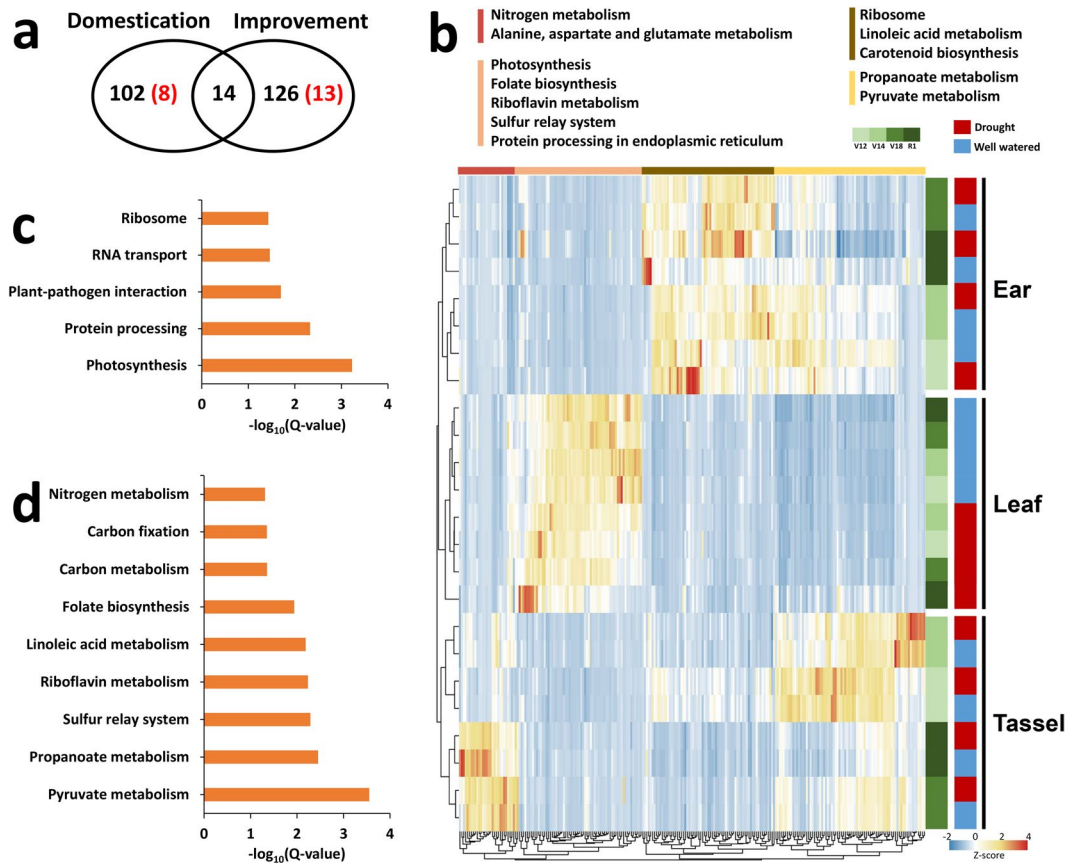 a
Domestication
Improvement
102 (8)
14
126 (13)
b
Nitrogen metabolism
Alanine, aspartate and glutamate metabolism
Photosynthesis
Folate biosynthesis
Riboflavin metabolism
Sulfur relay system
Protein processing in endoplasmic reticulum
Ribosome
Linoleic acid metabolism
Carotenoid biosynthesis
Propanoate metabolism
Pyruvate metabolism
V12 V14 V18 R1
Drought
Well watered
Ear
Leaf
Tassel
-2 0 4
Z-score
c
Ribosome
RNA transport
Plant-pathogen interaction
Protein processing
Photosynthesis
0 1 2 3 4
-log10(Q-value)
d
Nitrogen metabolism
Carbon fixation
Carbon metabolism
Folate biosynthesis
Linoleic acid metabolism
Riboflavin metabolism
Sulfur relay system
Propanoate metabolism
Pyruvate metabolism
0 1 2 3 4
-log10(Q-value)